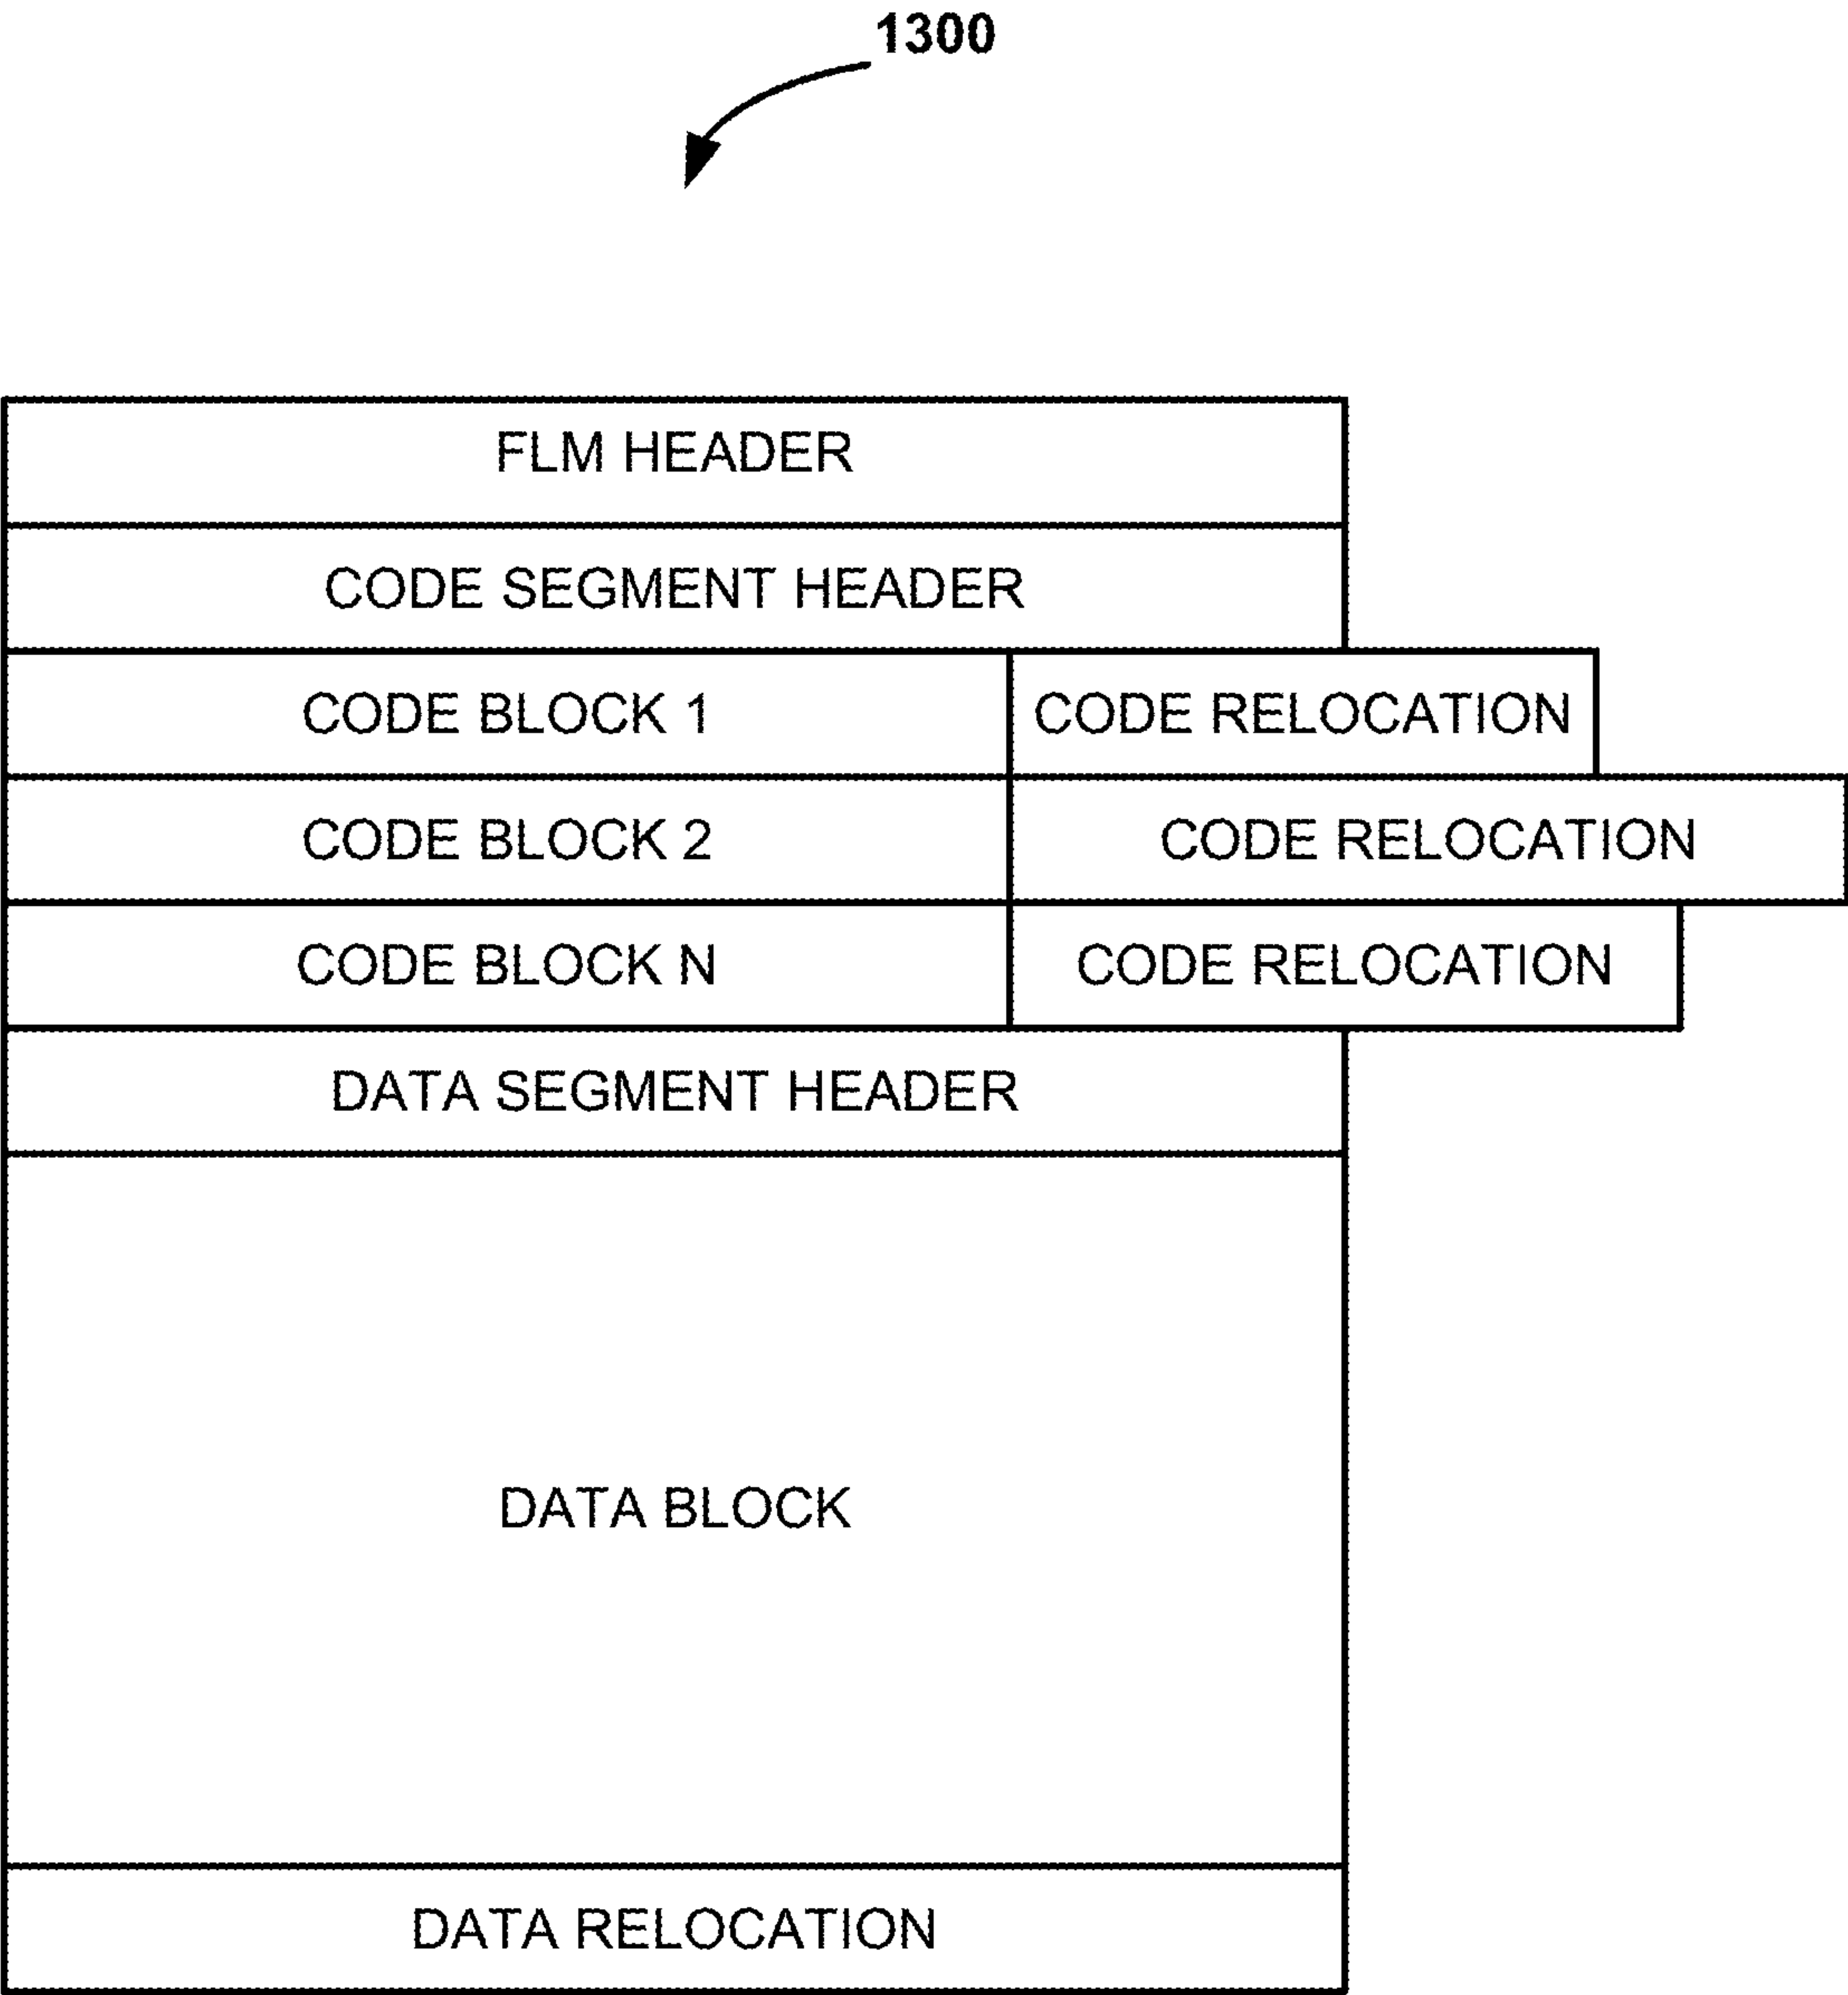 1300
FLM HEADER
CODE SEGMENT HEADER
CODE BLOCK 1 CODE RELOCATION
CODE BLOCK 2 CODE RELOCATION
CODE BLOCK N CODE RELOCATION
DATA SEGMENT HEADER
DATA BLOCK
DATA RELOCATION